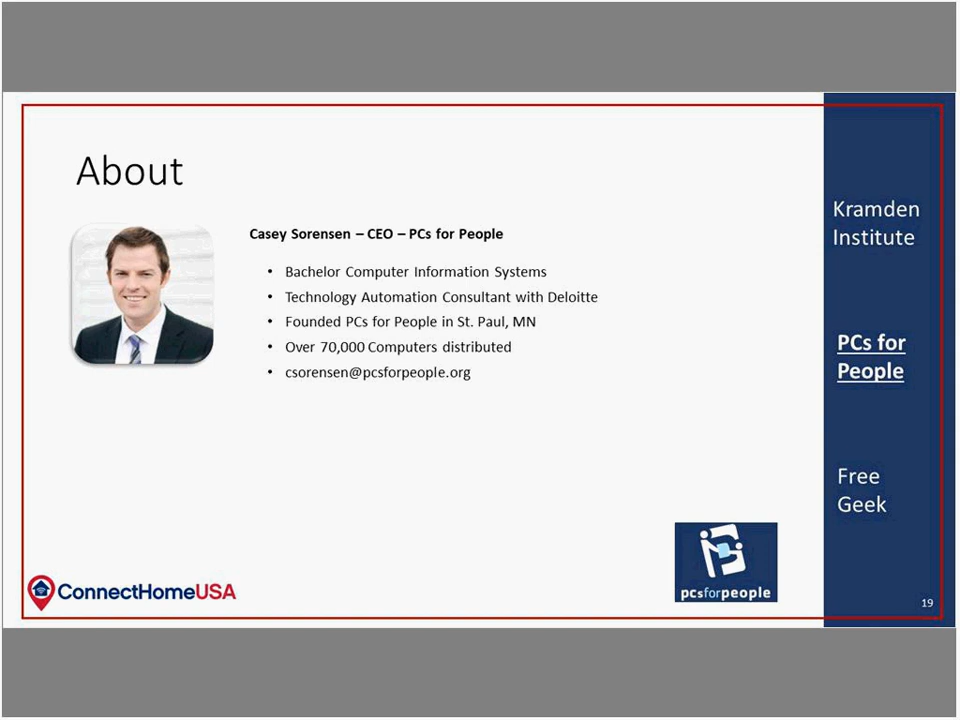 About
Casey Sorensen – CEO – PCs for People
• Bachelor Computer Information Systems
• Technology Automation Consultant with Deloitte
• Founded PCs for People in St. Paul, MN
• Over 70,000 Computers distributed
• csorensen@pcsforpeople.org
Kramden
Institute
PCs for
People
Free
Geek
pcsforpeople
ConnectHomeUSA
19